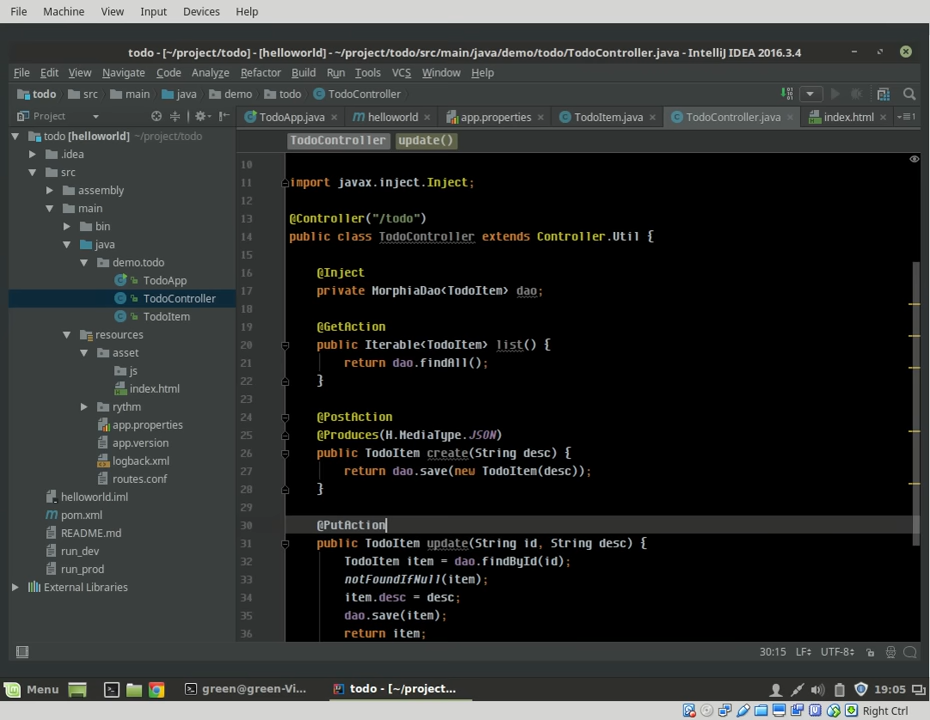 File Machine View Input Devices Help
todo - [~/project/todo] - [helloworld] - ~/project/todo/src/main/java/demo/todo/TodoController.java - IntelliJ IDEA 2016.3.4
File Edit View Navigate Code Analyze Refactor Build Run Tools VCS Window Help
todo src main java demo todo TodoController
Project
TodoApp.java helloworld app.properties TodoItem.java TodoController.java index.html
TodoController update()
todo [helloworld] ~/project/todo
.idea
src
assembly
main
bin
java
demo.todo
TodoApp
TodoController
TodoItem
resources
asset
js
index.html
rythm
app.properties
app.version
logback.xml
routes.conf
helloworld.iml
pom.xml
README.md
run_dev
run_prod
External Libraries
10
11 import javax.inject.Inject;
12
13 @Controller("/todo")
14 public class TodoController extends Controller.Util {
15
16 @Inject
17 private MorphiaDao<TodoItem> dao;
18
19 @GetAction
20 public Iterable<TodoItem> list() {
21 return dao.findAll();
22 }
23
24 @PostAction
25 @Produces(H.MediaType.JSON)
26 public TodoItem create(String desc) {
27 return dao.save(new TodoItem(desc));
28 }
29
30 @PutAction
31 public TodoItem update(String id, String desc) {
32 TodoItem item = dao.findById(id);
33 notFoundIfNull(item);
34 item.desc = desc;
35 dao.save(item);
36 return item;
30:15 LF UTF-8
Menu green@green-Vi... todo - [~/project... 19:05
Right Ctrl